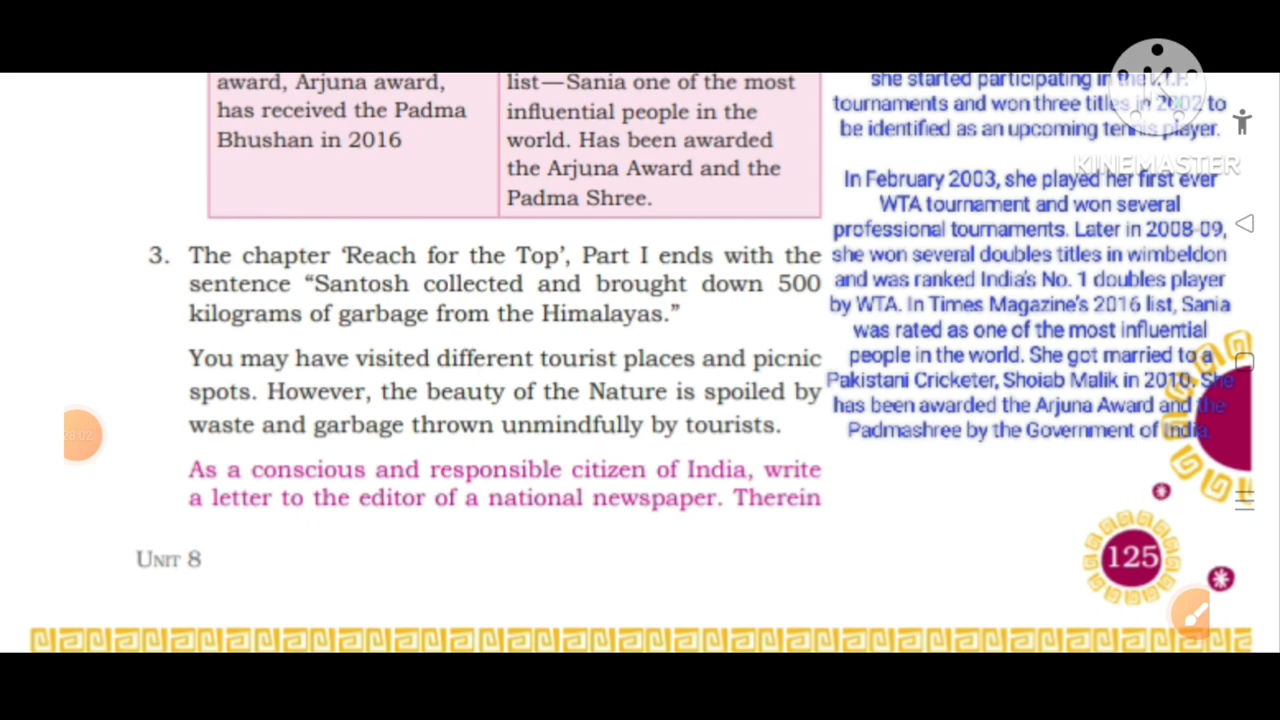 award, Arjuna award,
has received the Padma
Bhushan in 2016
list—Sania one of the most
influential people in the
world. Has been awarded
the Arjuna Award and the
Padma Shree.
3. The chapter ‘Reach for the Top’, Part I ends with the
sentence “Santosh collected and brought down 500
kilograms of garbage from the Himalayas.”
You may have visited different tourist places and picnic
spots. However, the beauty of the Nature is spoiled by
waste and garbage thrown unmindfully by tourists.
As a conscious and responsible citizen of India, write
a letter to the editor of a national newspaper. Therein
she started participating in the I.T.F.
tournaments and won three titles in 2002 to
be identified as an upcoming tennis player.
In February 2003, she played her first ever
WTA tournament and won several
professional tournaments. Later in 2008-09,
she won several doubles titles in wimbeldon
and was ranked India's No. 1 doubles player
by WTA. In Times Magazine's 2016 list, Sania
was rated as one of the most influential
people in the world. She got married to a
Pakistani Cricketer, Shoiab Malik in 2010. She
has been awarded the Arjuna Award and the
Padmashree by the Government of India
KINEMASTER
28:02
UNIT 8
125